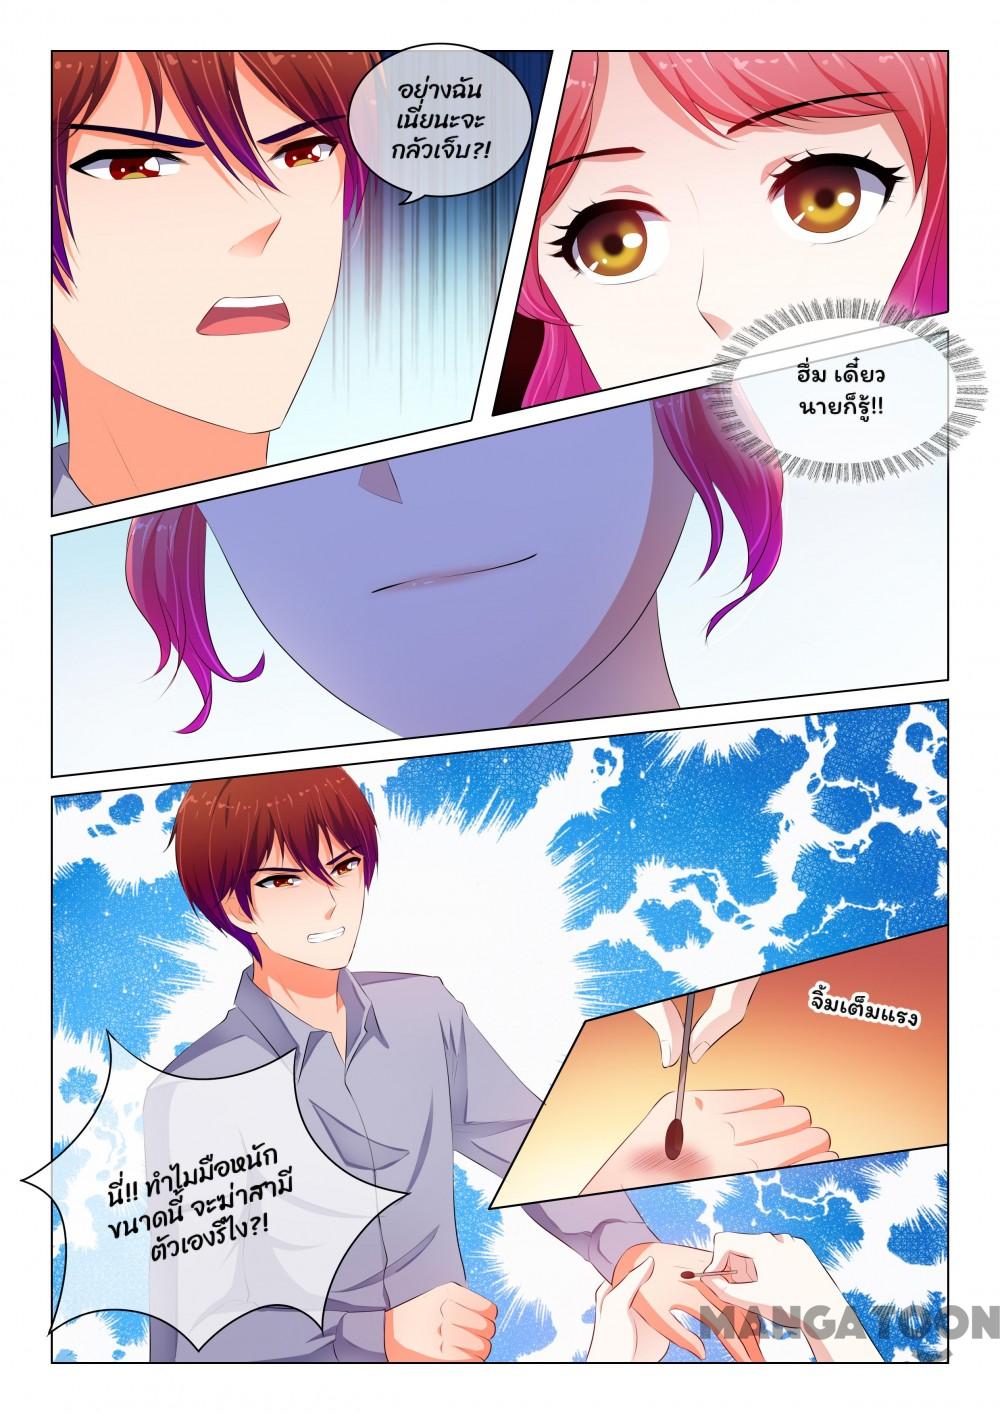 อย่างฉัน
เนี่ยนะจะ
กลัวเจ็บ?!
ฮึ่ม เดี๋ยว
นายก็รู้!!
จิ้มเต็มแรง
นี่!! ทำไมมือหนัก
ขนาดนี้ จะฆ่าสามี
ตัวเองรึไง?!
MANGATOON